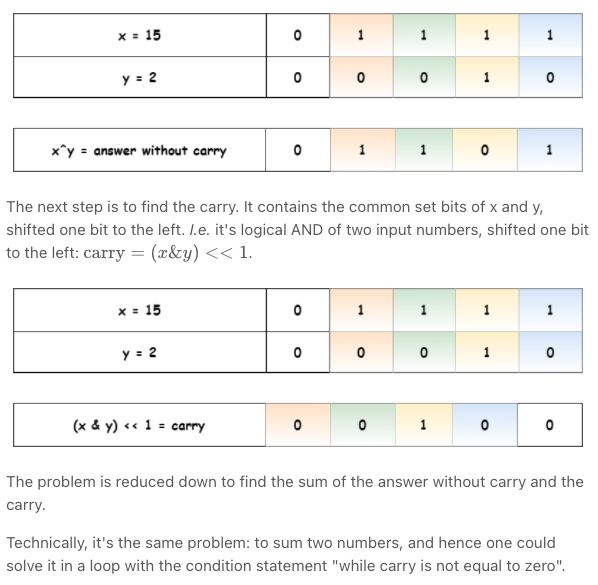 x = 15 0 1 1 1 1
y = 2 0 0 0 1 0
x^y = answer without carry 0 1 1 0 1
The next step is to find the carry. It contains the common set bits of x and y,
shifted one bit to the left. I.e. it's logical AND of two input numbers, shifted one bit
to the left: carry = (x&y) << 1.
x = 15 0 1 1 1 1
y = 2 0 0 0 1 0
(x & y) << 1 = carry 0 0 1 0 0
The problem is reduced down to find the sum of the answer without carry and the
carry.
Technically, it's the same problem: to sum two numbers, and hence one could
solve it in a loop with the condition statement "while carry is not equal to zero".